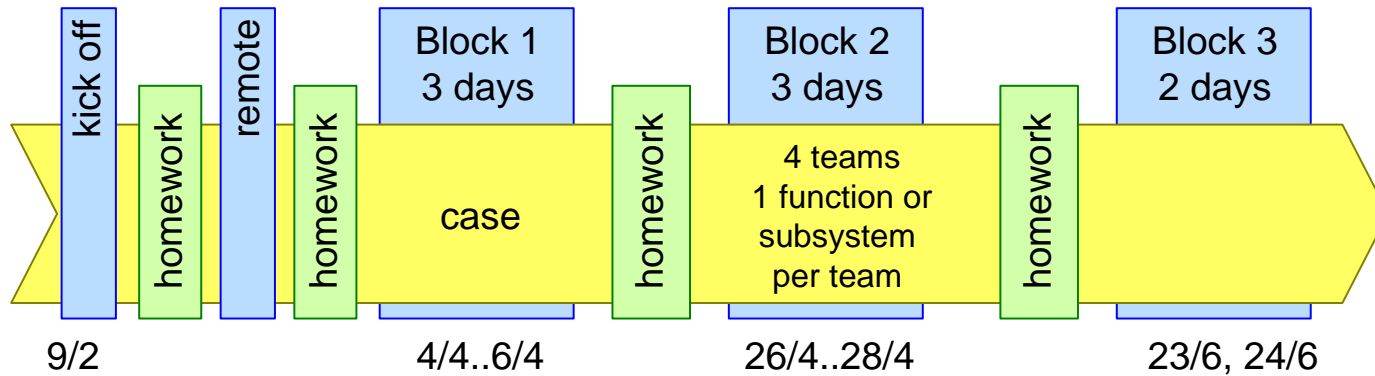 kick off
homework
remote
homework
Block 1
3 days
case
homework
Block 2
3 days
4 teams
1 function or
subsystem
per team
homework
Block 3
2 days
9/2
4/4..6/4
26/4..28/4
23/6, 24/6